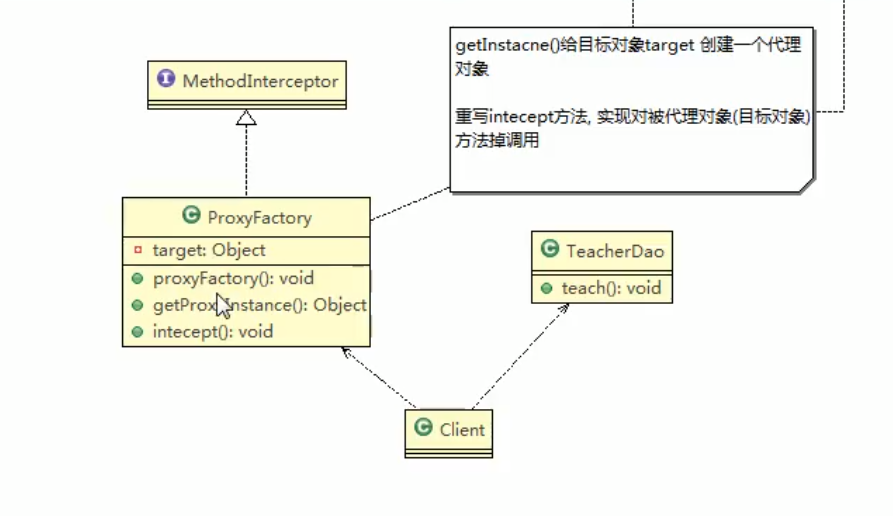 getInstacne()给目标对象target 创建一个代理
对象
重写intecept方法, 实现对被代理对象(目标对象)
方法掉调用
I MethodInterceptor
C ProxyFactory
target: Object
proxyFactory(): void
getProxyInstance(): Object
intecept(): void
C TeacherDao
teach(): void
C Client